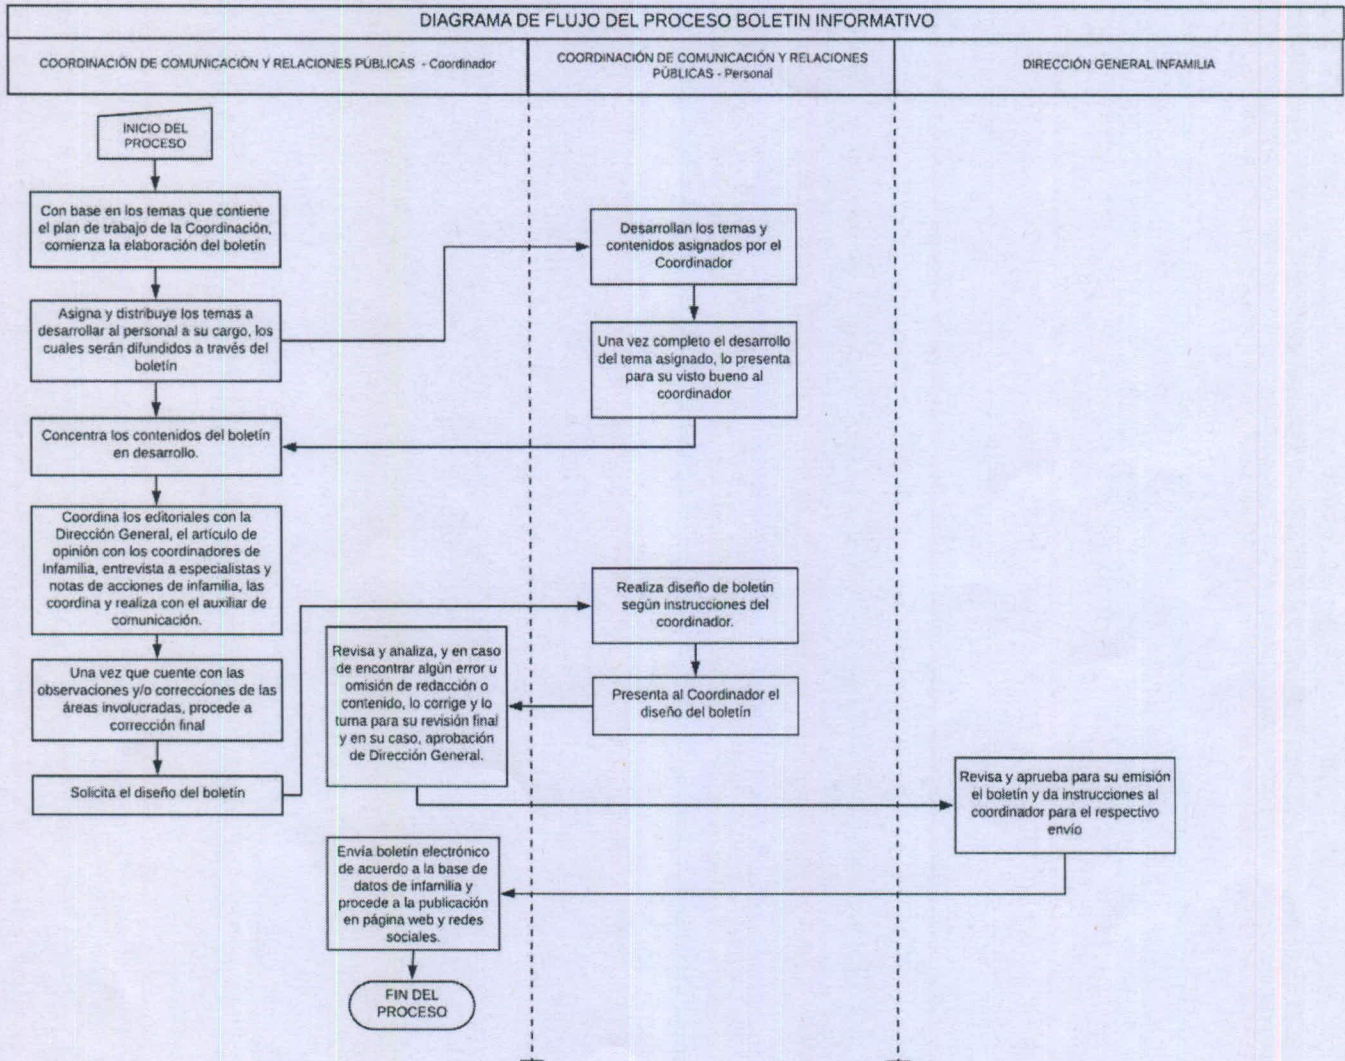 DIAGRAMA DE FLUJO DEL PROCESO BOLETIN INFORMATIVO
COORDINACIÓN DE COMUNICACIÓN Y RELACIONES PÚBLICAS - Coordinador
COORDINACIÓN DE COMUNICACIÓN Y RELACIONES
PÚBLICAS - Personal
DIRECCIÓN GENERAL INFAMILIA
INICIO DEL
PROCESO
Con base en los temas que contiene
el plan de trabajo de la Coordinación,
comienza la elaboración del boletín
Asigna y distribuye los temas a
desarrollar al personal a su cargo, los
cuales serán difundidos a través del
boletín
Desarrollan los temas y
contenidos asignados por el
Coordinador
Una vez completo el desarrollo
del tema asignado, lo presenta
para su visto bueno al
coordinador
Concentra los contenidos del boletín
en desarrollo.
Coordina los editoriales con la
Dirección General, el artículo de
opinión con los coordinadores de
Infamilia, entrevista a especialistas y
notas de acciones de infamilia, las
coordina y realiza con el auxiliar de
comunicación.
Una vez que cuente con las
observaciones y/o correcciones de las
áreas involucradas, procede a
corrección final
Solicita el diseño del boletín
Realiza diseño de boletín
según instrucciones del
coordinador.
Presenta al Coordinador el
diseño del boletín
Revisa y analiza, y en caso
de encontrar algún error u
omisión de redacción o
contenido, lo corrige y lo
turna para su revisión final
y en su caso, aprobación
de Dirección General.
Revisa y aprueba para su emisión
el boletín y da instrucciones al
coordinador para el respectivo
envío
Envía boletín electrónico
de acuerdo a la base de
datos de infamilia y
procede a la publicación
en página web y redes
sociales.
FIN DEL
PROCESO